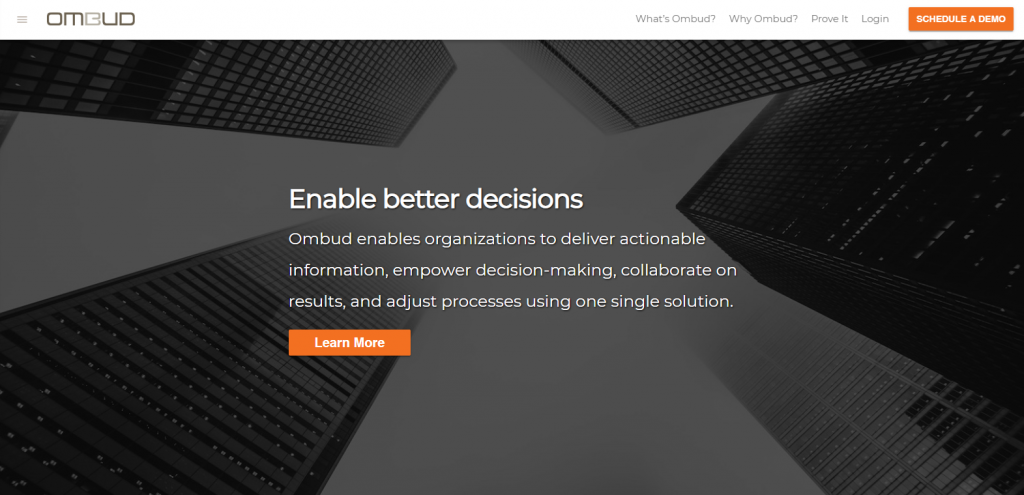 OMBUD
What's Ombud?
Why Ombud?
Prove It
Login
SCHEDULE A DEMO
Enable better decisions
Ombud enables organizations to deliver actionable
information, empower decision-making, collaborate on
results, and adjust processes using one single solution.
Learn More